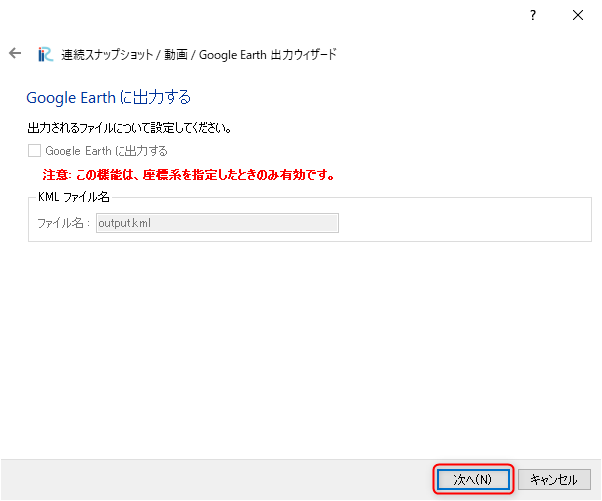 ?
連続スナップショット / 動画 / Google Earth 出力ウィザード
Google Earth に出力する
出力されるファイルについて設定してください。
Google Earth に出力する
注意: この機能は、座標系を指定したときのみ有効です。
KML ファイル名
ファイル名 : output.kml
次へ(N) キャンセル